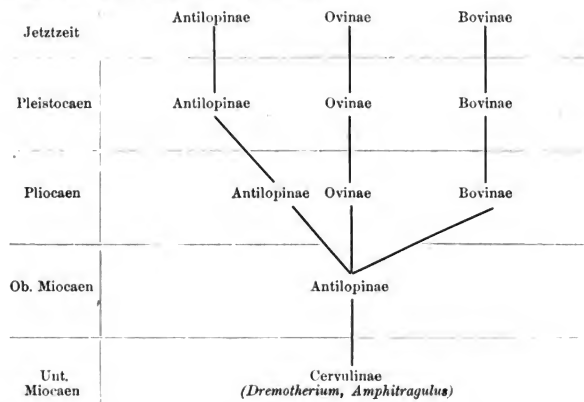 Jetztzeit Antilopinae Ovinae Bovinae
Pleistocaen Antilopinae Ovinae Bovinae
Pliocaen Antilopinae Ovinae Bovinae
Ob. Miocaen Antilopinae
Unt. Cervulinae
Miocaen (Dremotherium, Amphitragulus)